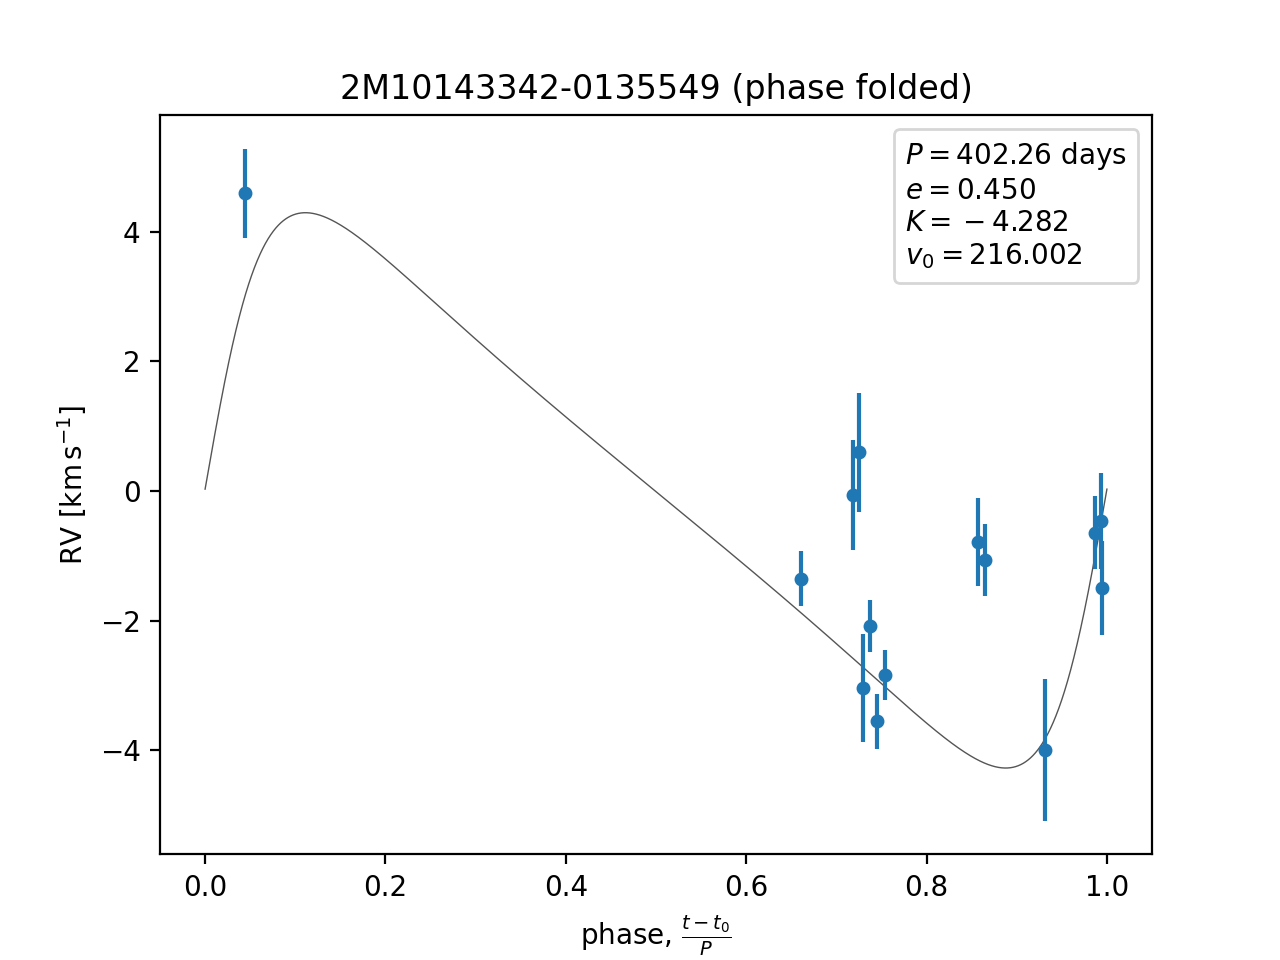 2M10143342-0135549 (phase folded)
P = 402.26 days
e = 0.450
K = −4.282
v₀ = 216.002
RV [km s⁻¹]
4
2
0
−2
−4
0.0 0.2 0.4 0.6 0.8 1.0
phase, (t − t₀)/P